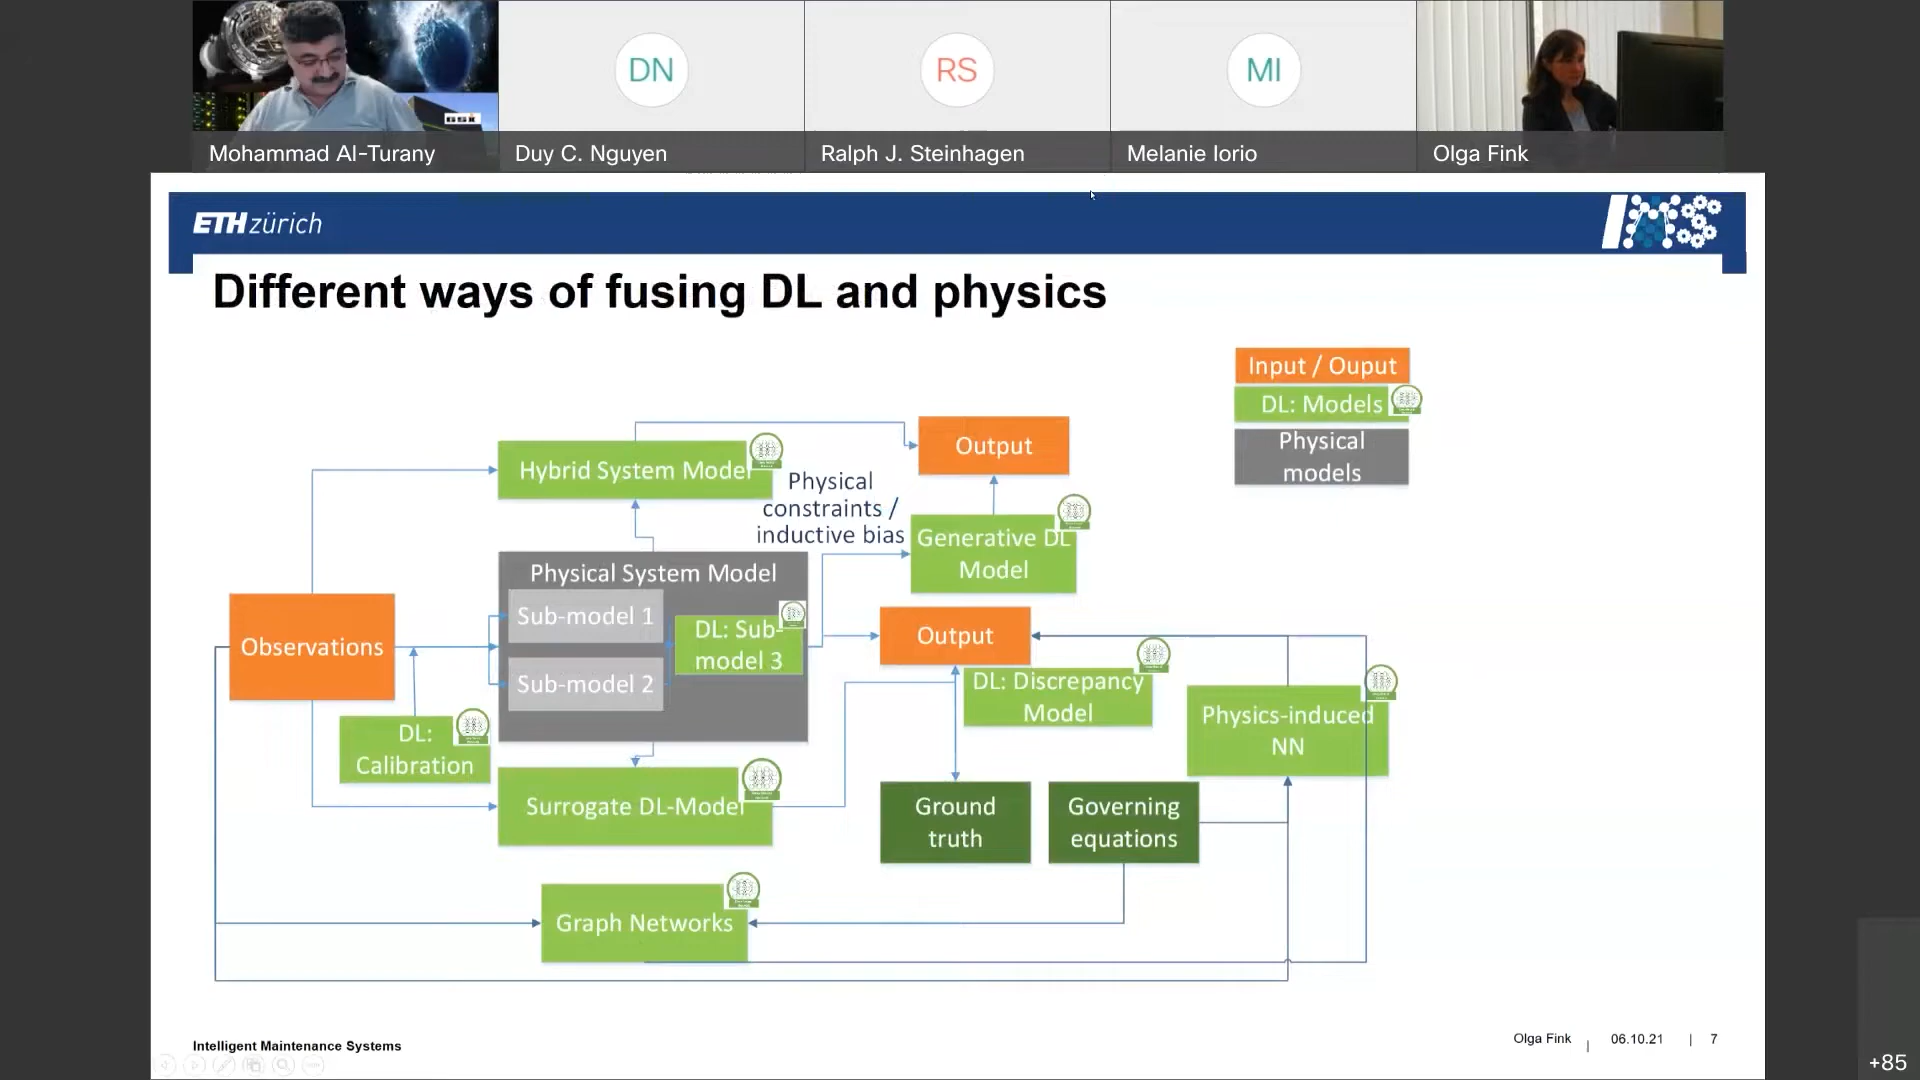 GSI
DN
RS
MI
Mohammad Al-Turany
Duy C. Nguyen
Ralph J. Steinhagen
Melanie Iorio
Olga Fink
ETH zürich
IMS
Different ways of fusing DL and physics
Input / Ouput
DL: Models
Physical
models
Hybrid System Model
Output
Physical
constraints /
inductive bias
Generative DL
Model
Physical System Model
Sub-model 1
Sub-model 2
DL: Sub-
model 3
Observations
Output
DL: Discrepancy
Model
Physics-induced
NN
DL:
Calibration
Surrogate DL-Model
Ground
truth
Governing
equations
Graph Networks
Intelligent Maintenance Systems
Olga Fink | 06.10.21 | 7
+85